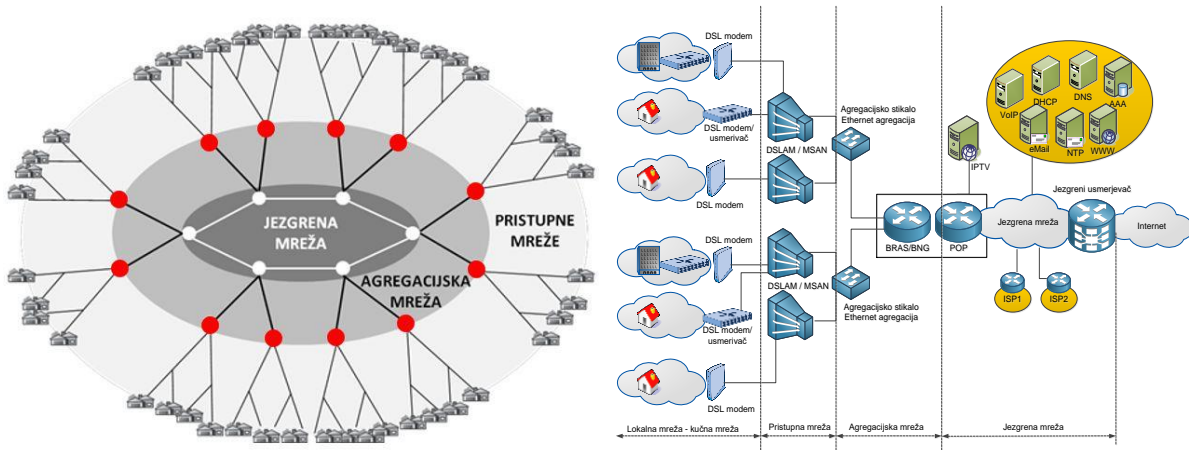 JEZGRENA
MREŽA
AGREGACIJSKA
MREŽA
PRISTUPNE
MREŽE
DSL modem
DSL modem/
usmerivač
DSL modem
DSLAM / MSAN
Agregacijsko stikalo
Ethernet agregacija
DSL modem
DSL modem/
usmerivač
DSL modem
DSLAM / MSAN
Agregacijsko stikalo
Ethernet agregacija
BRAS/BNG
POP
IPTV
VoIP
DHCP
DNS
AAA
eMail
NTP
WWW
Jezgrena mreža
Jezgreni usmerjevač
Internet
ISP1
ISP2
Lokalna mreža - kučna mreža
Pristupna mreža
Agregacijska mreža
Jezgrena mreža